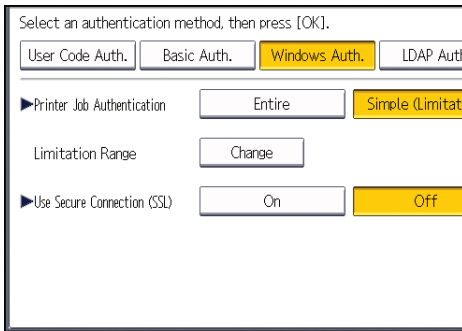 Select an authentication method, then press [OK].
User Code Auth. Basic Auth. Windows Auth. LDAP Aut
▶Printer Job Authentication Entire Simple (Limitat
Limitation Range Change
▶Use Secure Connection (SSL) On Off